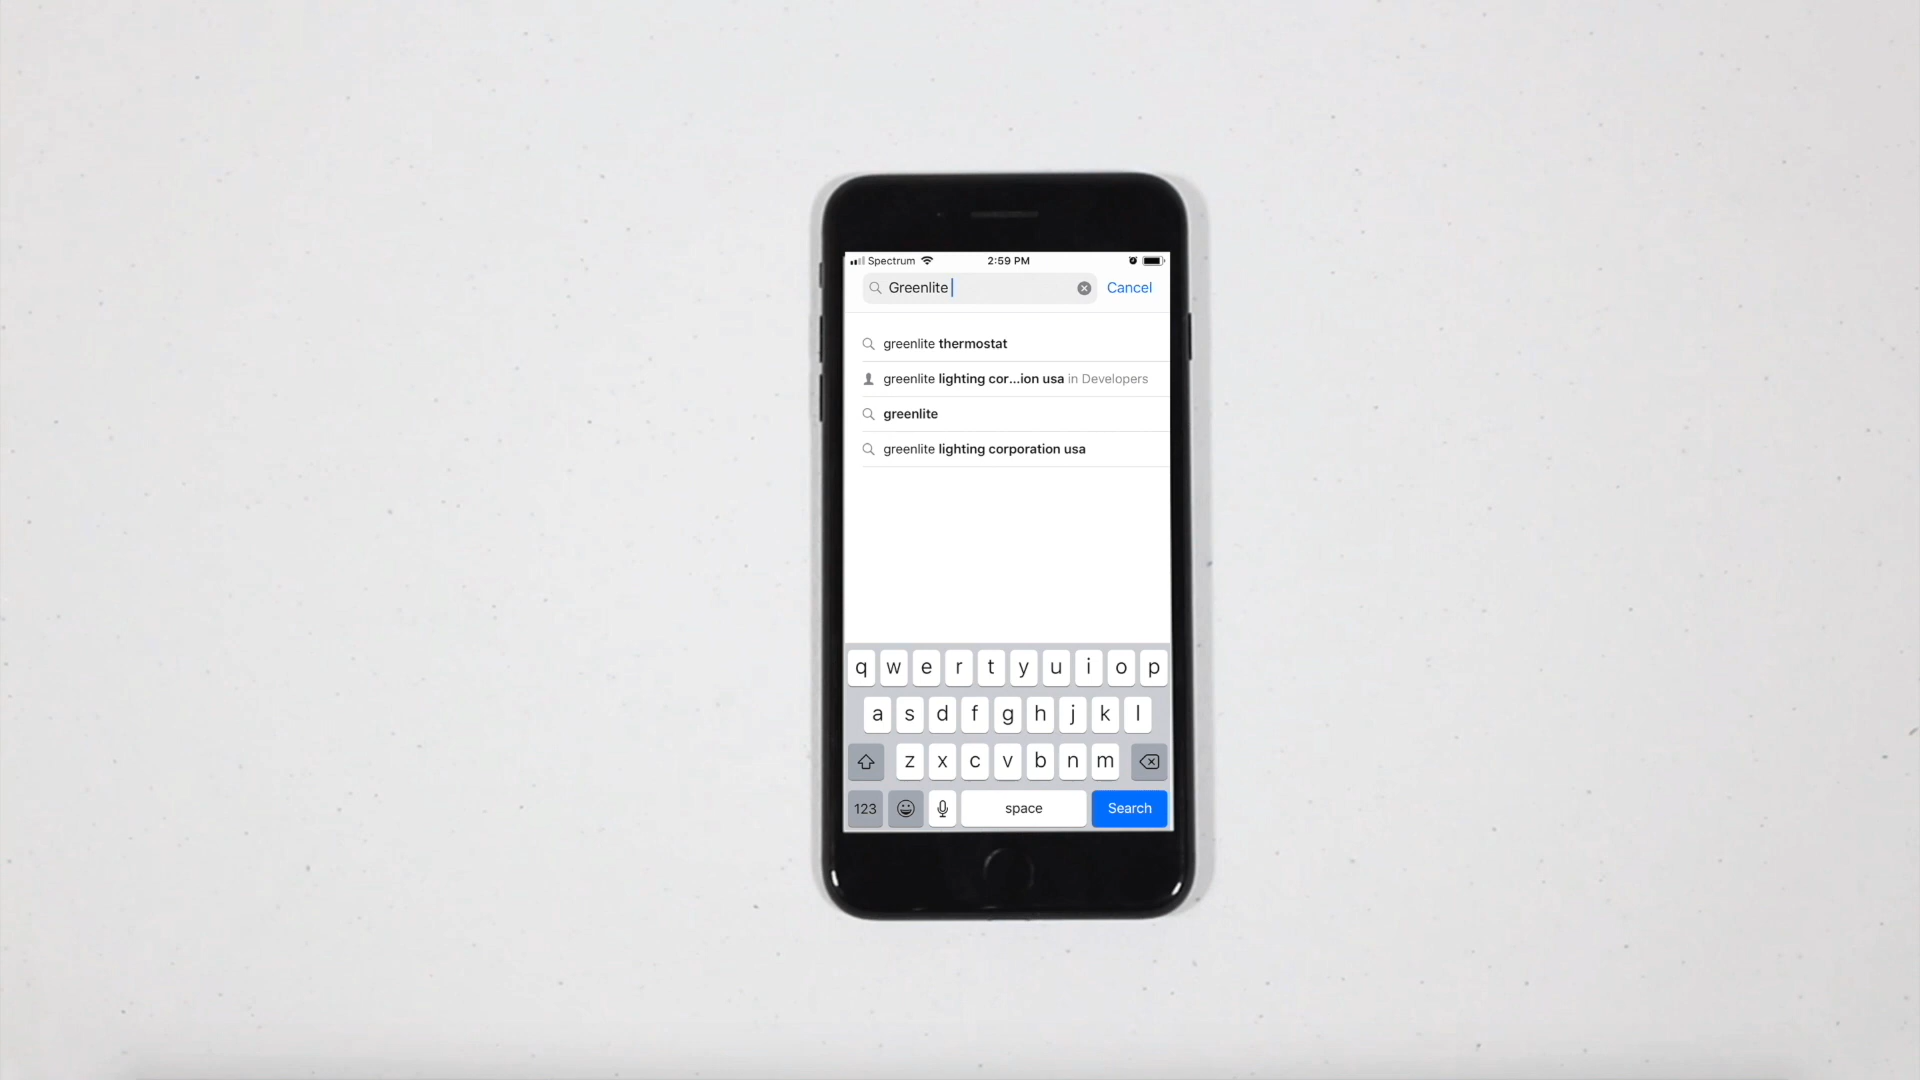 Spectrum 2:59 PM
Greenlite Cancel
greenlite thermostat
greenlite lighting cor...ion usa in Developers
greenlite
greenlite lighting corporation usa
q w e r t y u i o p
a s d f g h j k l
z x c v b n m
123 space Search